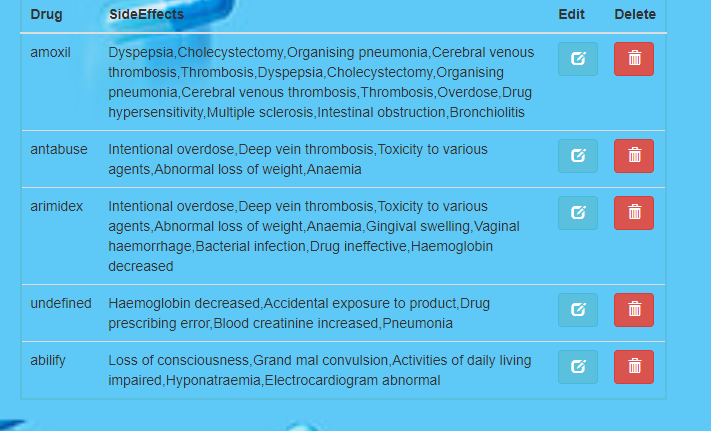 Drug SideEffects Edit Delete
amoxil Dyspepsia,Cholecystectomy,Organising pneumonia,Cerebral venous
thrombosis,Thrombosis,Dyspepsia,Cholecystectomy,Organising
pneumonia,Cerebral venous thrombosis,Thrombosis,Overdose,Drug
hypersensitivity,Multiple sclerosis,Intestinal obstruction,Bronchiolitis
antabuse Intentional overdose,Deep vein thrombosis,Toxicity to various
agents,Abnormal loss of weight,Anaemia
arimidex Intentional overdose,Deep vein thrombosis,Toxicity to various
agents,Abnormal loss of weight,Anaemia,Gingival swelling,Vaginal
haemorrhage,Bacterial infection,Drug ineffective,Haemoglobin
decreased
undefined Haemoglobin decreased,Accidental exposure to product,Drug
prescribing error,Blood creatinine increased,Pneumonia
abilify Loss of consciousness,Grand mal convulsion,Activities of daily living
impaired,Hyponatraemia,Electrocardiogram abnormal